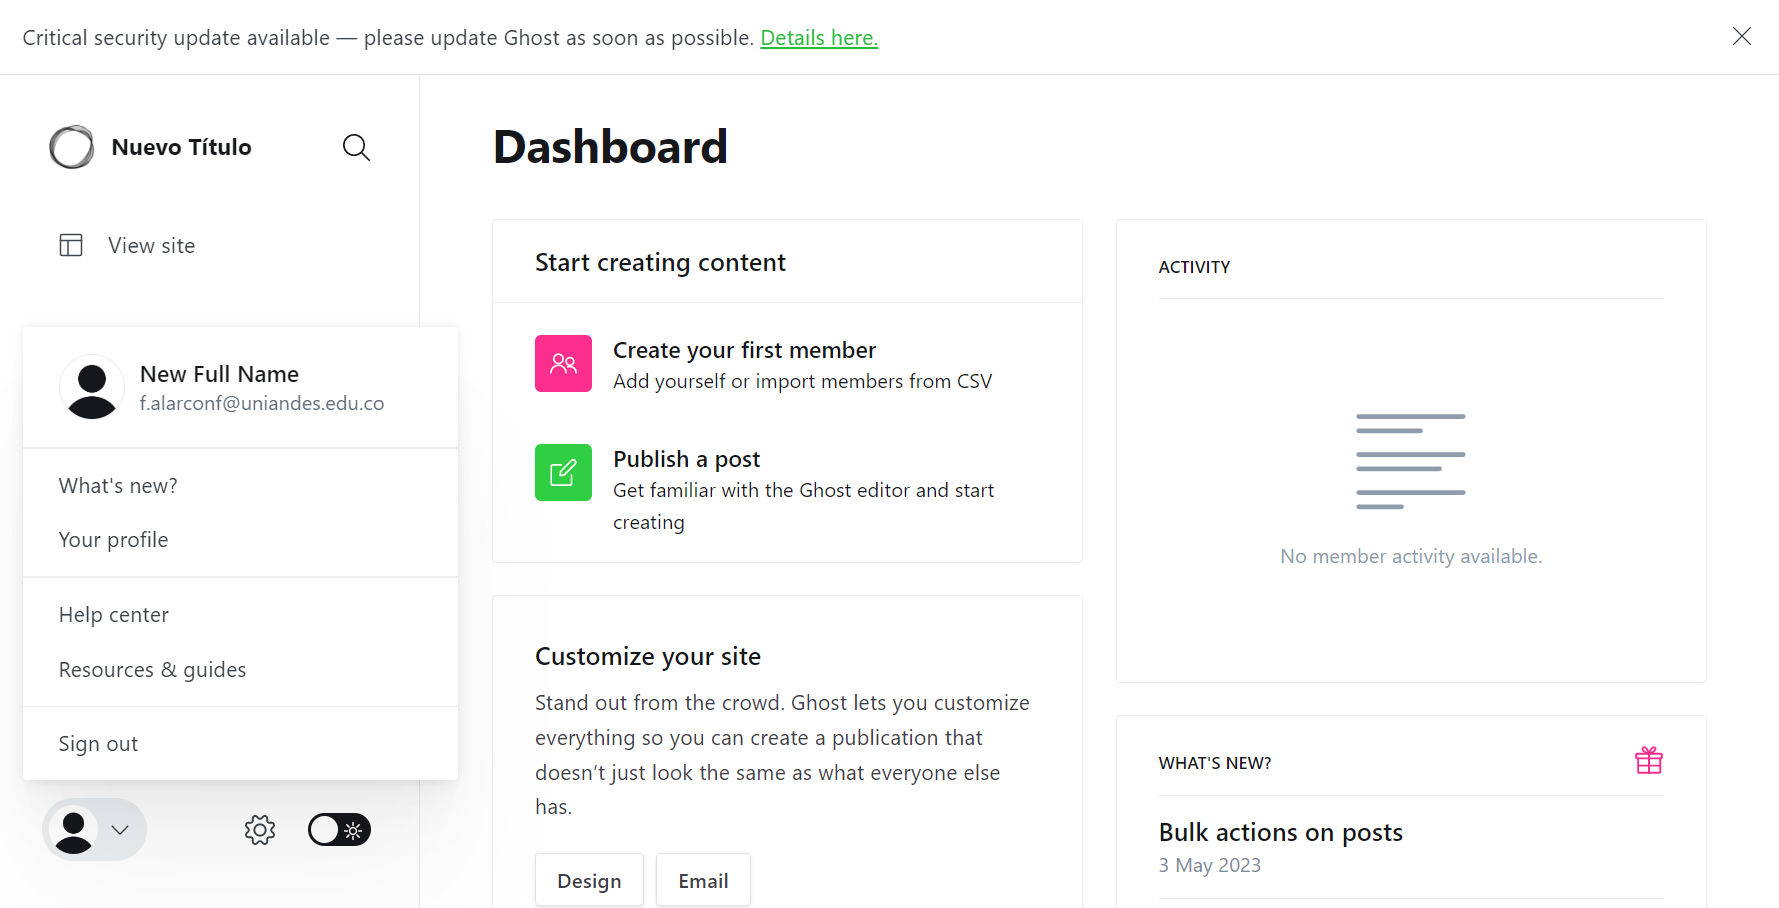 Critical security update available — please update Ghost as soon as possible. Details here.
Nuevo Título
View site
New Full Name
f.alarconf@uniandes.edu.co
What's new?
Your profile
Help center
Resources & guides
Sign out
Dashboard
Start creating content
Create your first member
Add yourself or import members from CSV
Publish a post
Get familiar with the Ghost editor and start
creating
Customize your site
Stand out from the crowd. Ghost lets you customize
everything so you can create a publication that
doesn’t just look the same as what everyone else
has.
Design
Email
ACTIVITY
No member activity available.
WHAT'S NEW?
Bulk actions on posts
3 May 2023